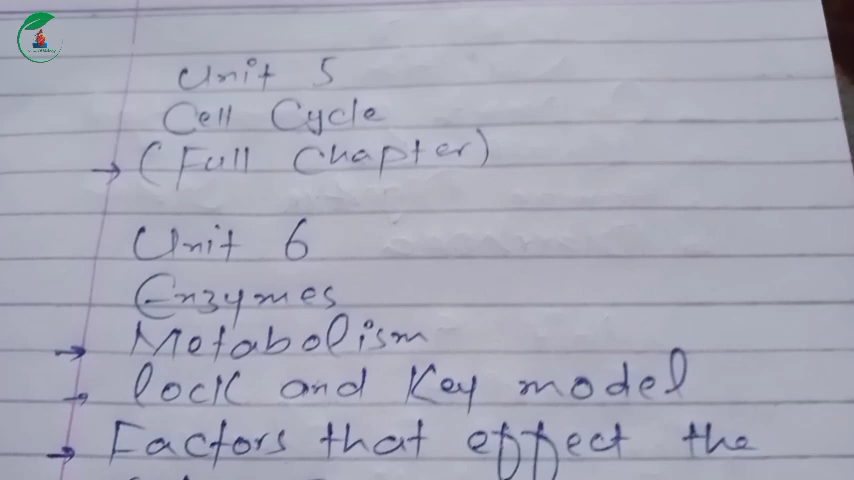 Unit 5
Cell Cycle
→ (Full Chapter)
Unit 6
Enzymes
→ Metabolism
→ lock and Key model
→ Factors that effect the